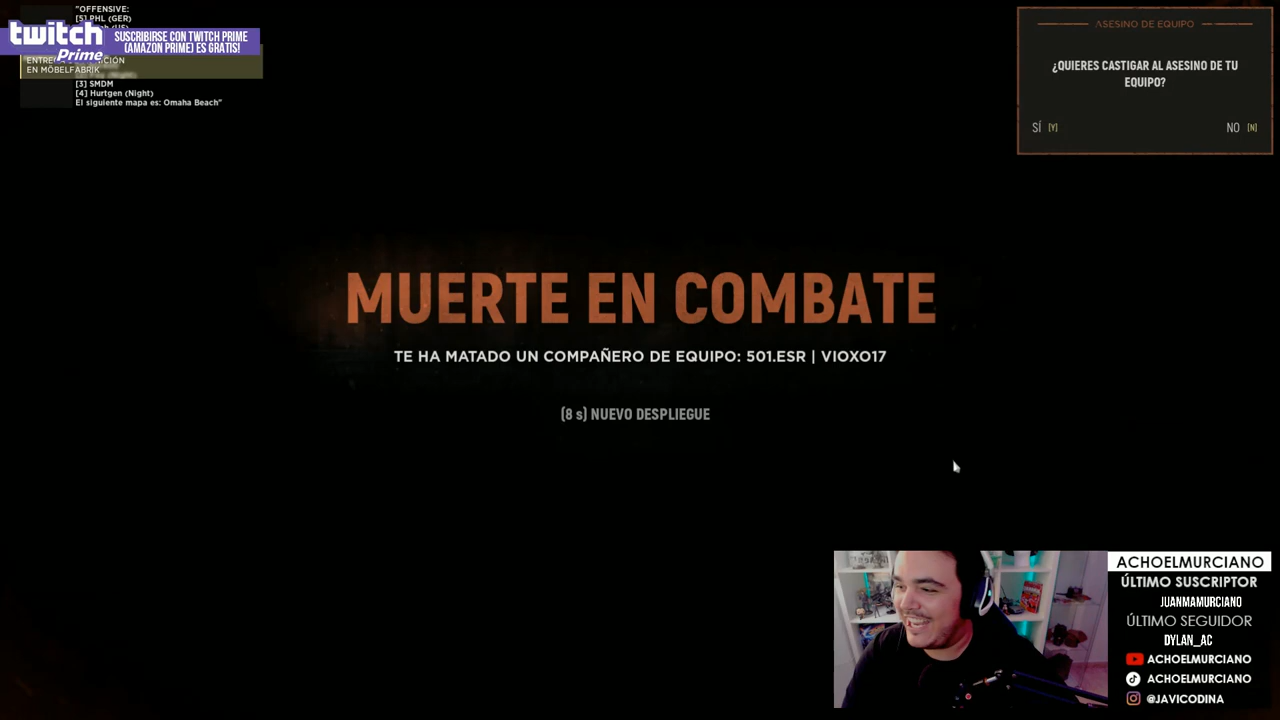 "OFFENSIVE:
[5] PHL (GER)
twitch
Prime
SUSCRIBIRSE CON TWITCH PRIME
(AMAZON PRIME) ES GRATIS!
EN MÖBELFABRIK
[3] SMDM
[4] Hurtgen (Night)
El siguiente mapa es: Omaha Beach"
ASESINO DE EQUIPO
¿QUIERES CASTIGAR AL ASESINO DE TU
EQUIPO?
SÍ [Y]
NO [N]
MUERTE EN COMBATE
TE HA MATADO UN COMPAÑERO DE EQUIPO: 501.ESR | VIOXO17
(8 s) NUEVO DESPLIEGUE
ACHOELMURCIANO
ÚLTIMO SUSCRIPTOR
JUANMAMURCIANO
ÚLTIMO SEGUIDOR
DYLAN_AC
ACHOELMURCIANO
ACHOELMURCIANO
@JAVICODINA